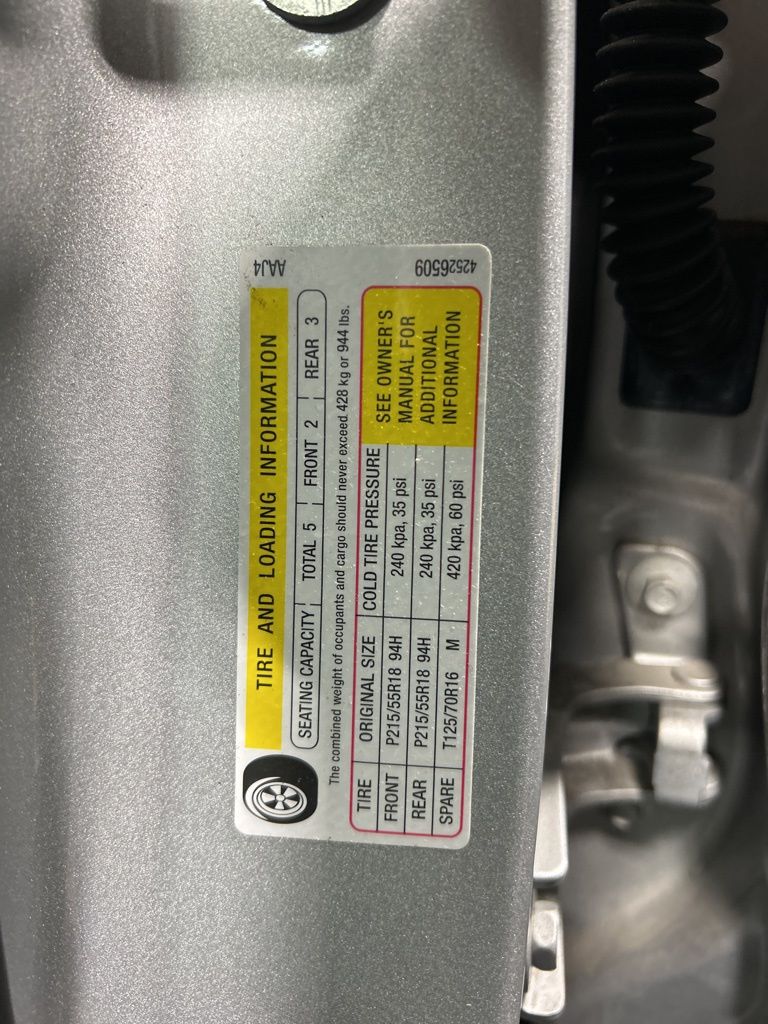 TIRE AND LOADING INFORMATION
AAJ4
SEATING CAPACITY TOTAL 5 FRONT 2 REAR 3
The combined weight of occupants and cargo should never exceed 428 kg or 944 lbs.
TIRE ORIGINAL SIZE COLD TIRE PRESSURE
FRONT P215/55R18 94H 240 kpa, 35 psi
REAR P215/55R18 94H 240 kpa, 35 psi
SPARE T125/70R16 M 420 kpa, 60 psi
SEE OWNER'S
MANUAL FOR
ADDITIONAL
INFORMATION
42526509